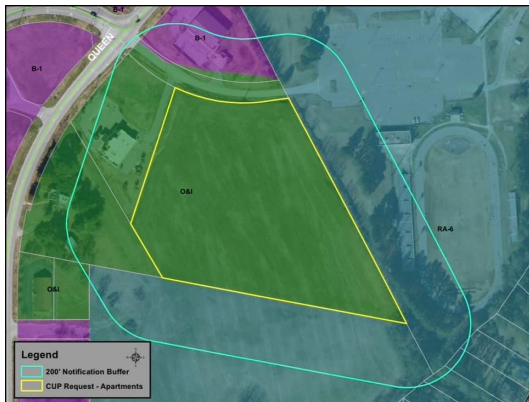 B-1
QUEEN
B-1
B-1
O&I
RA-6
O&I
Legend
200' Notification Buffer
CUP Request - Apartments